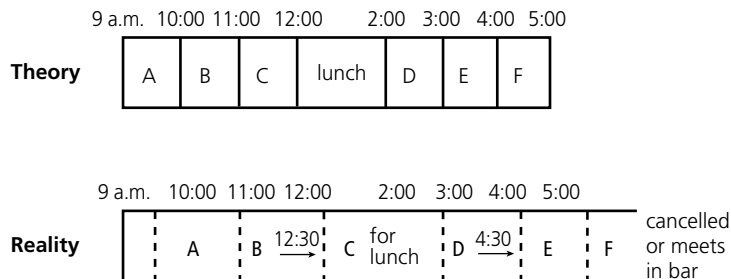 9 a.m. 10:00 11:00 12:00 2:00 3:00 4:00 5:00
Theory A B C lunch D E F
9 a.m. 10:00 11:00 12:00 2:00 3:00 4:00 5:00
Reality A B 12:30 C for lunch D 4:30 E F cancelled or meets in bar